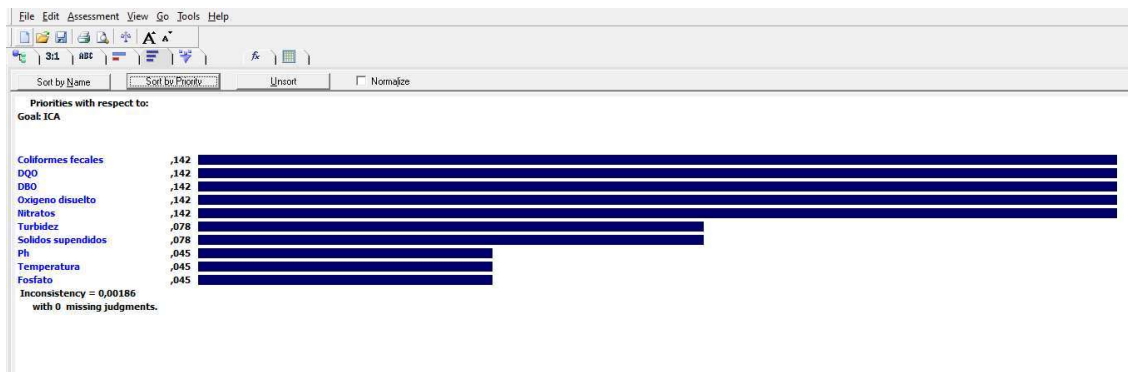 File Edit Assessment View Go Tools Help
A A
3:1 ABC fx
Sort by Name Sort by Priority Unsort Normalize
Priorities with respect to:
Goal: ICA
Coliformes fecales ,142
DQO ,142
DBO ,142
Oxigeno disuelto ,142
Nitratos ,142
Turbidez ,078
Solidos supendidos ,078
Ph ,045
Temperatura ,045
Fosfato ,045
Inconsistency = 0,00186
with 0 missing judgments.